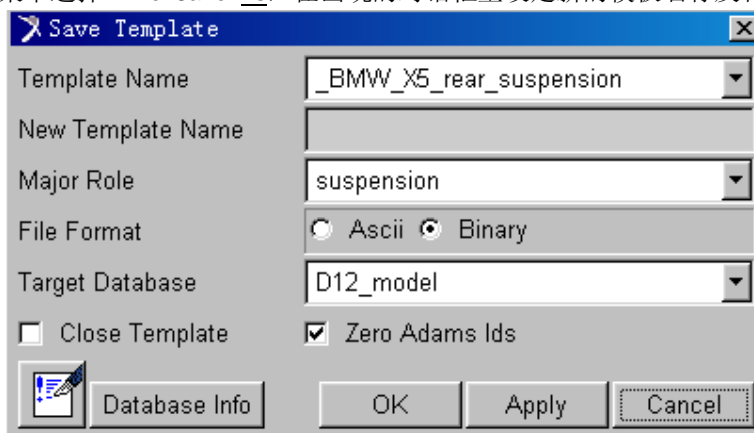 Save Template
Template Name _BMW_X5_rear_suspension
New Template Name
Major Role suspension
File Format Ascii Binary
Target Database D12_model
Close Template Zero Adams Ids
Database Info OK Apply Cancel